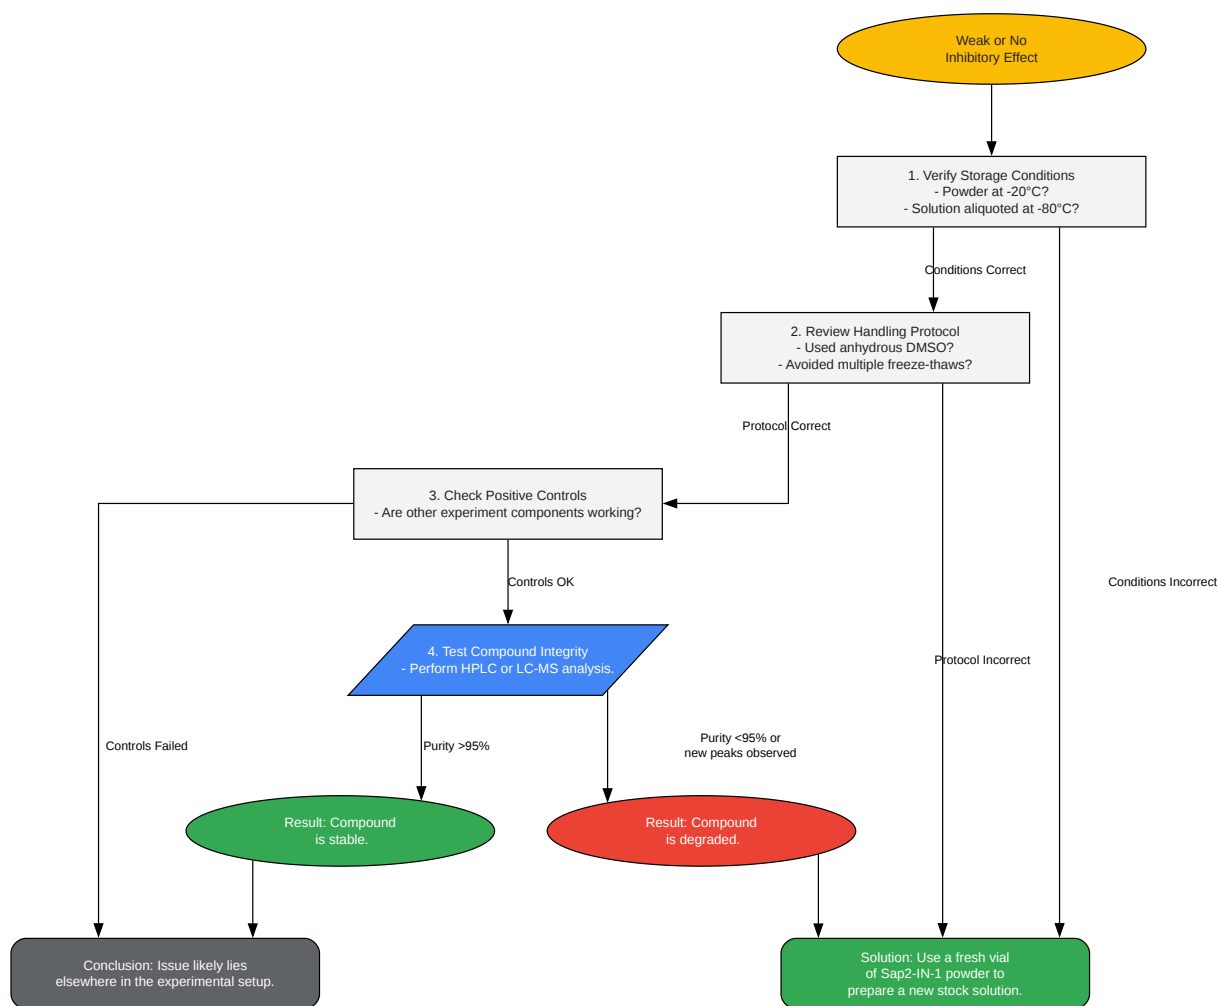 Weak or No
Inhibitory Effect
1. Verify Storage Conditions
- Powder at -20°C?
- Solution aliquoted at -80°C?
Conditions Correct
2. Review Handling Protocol
- Used anhydrous DMSO?
- Avoided multiple freeze-thaws?
Protocol Correct
3. Check Positive Controls
- Are other experiment components working?
Controls OK
Conditions Incorrect
4. Test Compound Integrity
- Perform HPLC or LC-MS analysis.
Protocol Incorrect
Controls Failed
Purity >95%
Purity <95% or
new peaks observed
Result: Compound
is stable.
Result: Compound
is degraded.
Conclusion: Issue likely lies
elsewhere in the experimental setup.
Solution: Use a fresh vial
of Sap2-IN-1 powder to
prepare a new stock solution.